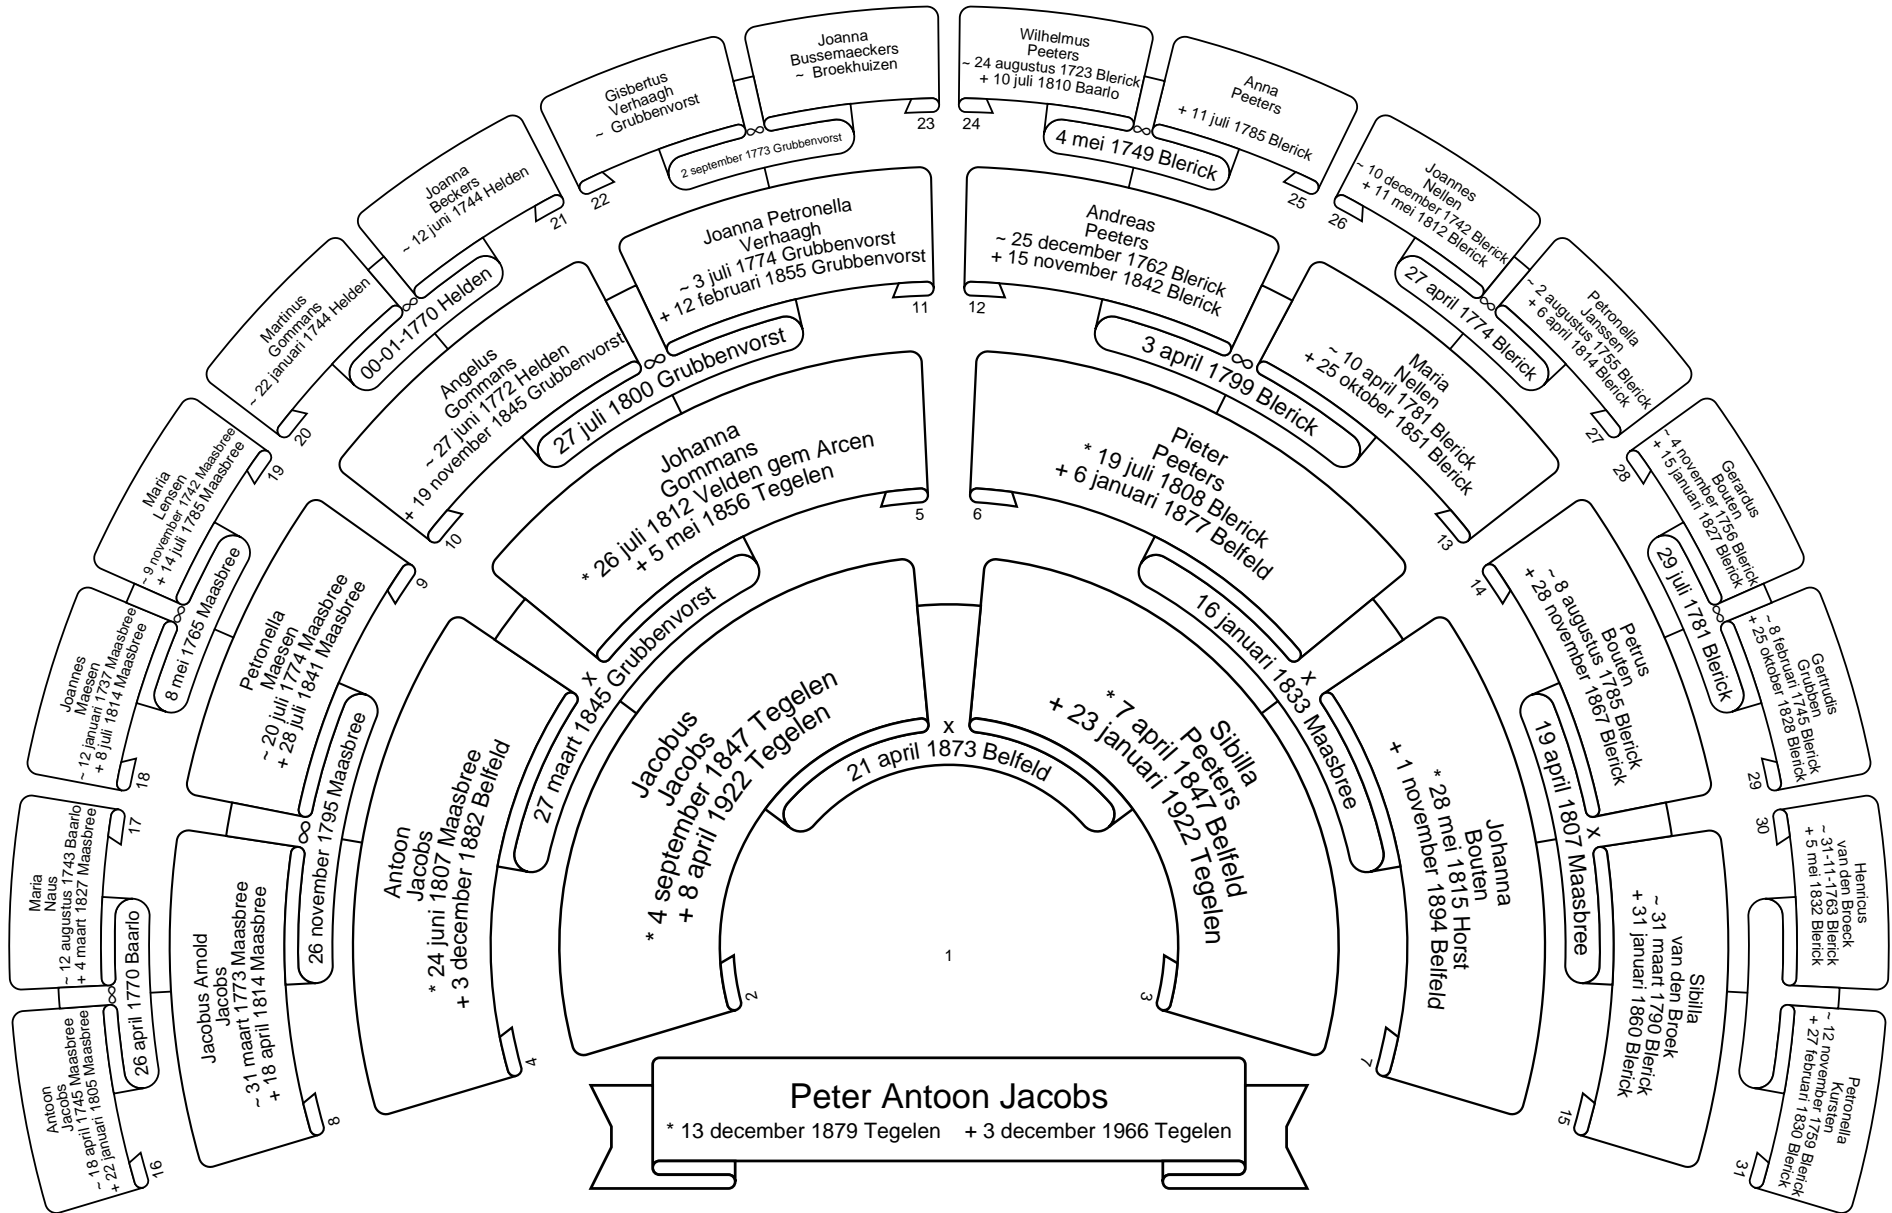 Peter Antoon Jacobs
* 13 december 1879 Tegelen + 3 december 1966 Tegelen
1
Jacobus
Jacobs
* 4 september 1847 Tegelen
+ 8 april 1922 Tegelen
2
x
21 april 1873 Belfeld
Sibilla
Peeters
* 7 april 1847 Belfeld
+ 23 januari 1922 Tegelen
3
Antoon
Jacobs
* 24 juni 1807 Maasbree
+ 3 december 1882 Belfeld
4
x
27 maart 1845 Grubbenvorst
Johanna
Gommans
* 26 juli 1812 Velden gem Arcen
+ 5 mei 1856 Tegelen
5
Pieter
Peeters
* 19 juli 1808 Blerick
+ 6 januari 1877 Belfeld
6
x
16 januari 1833 Maasbree
Johanna
Bouten
* 28 mei 1815 Horst
+ 1 november 1894 Belfeld
7
Jacobus Arnold
Jacobs
~ 31 maart 1773 Maasbree
+ 18 april 1814 Maasbree
8
∞
26 november 1795 Maasbree
Petronella
Maesen
~ 20 juli 1774 Maasbree
+ 28 juli 1841 Maasbree
9
Angelus
Gommans
~ 27 juni 1772 Helden
+ 19 november 1845 Grubbenvorst
10
∞
27 juli 1800 Grubbenvorst
Joanna Petronella
Verhaagh
~ 3 juli 1774 Grubbenvorst
+ 12 februari 1855 Grubbenvorst
11
Andreas
Peeters
~ 25 december 1762 Blerick
+ 15 november 1842 Blerick
12
∞
3 april 1799 Blerick
Maria
Nellen
~ 10 april 1781 Blerick
+ 25 oktober 1851 Blerick
13
Petrus
Bouten
~ 8 augustus 1785 Blerick
+ 28 november 1867 Blerick
14
x
19 april 1807 Maasbree
Sibilla
van den Broek
~ 31 maart 1790 Blerick
+ 31 januari 1860 Blerick
15
Antoon
Jacobs
~ 18 april 1745 Maasbree
+ 22 januari 1805 Maasbree
16
∞
26 april 1770 Baarlo
Maria
Naus
~ 12 augustus 1743 Baarlo
+ 4 maart 1827 Maasbree
17
Joannes
Maesen
~ 12 januari 1737 Maasbree
+ 8 juli 1814 Maasbree
18
∞
8 mei 1765 Maasbree
Maria
Lensen
~ 9 november 1742 Maasbree
+ 14 juli 1785 Maasbree
19
Martinus
Gommans
~ 22 januari 1744 Helden
20
∞
00-01-1770 Helden
Joanna
Beckers
~ 12 juni 1744 Helden
21
Gisbertus
Verhaagh
~ Grubbenvorst
22
∞
2 september 1773 Grubbenvorst
Joanna
Bussemaeckers
~ Broekhuizen
23
Wilhelmus
Peeters
~ 24 augustus 1723 Blerick
+ 10 juli 1810 Baarlo
24
∞
4 mei 1749 Blerick
Anna
Peeters
+ 11 juli 1785 Blerick
25
Joannes
Nellen
~ 10 december 1742 Blerick
+ 11 mei 1812 Blerick
26
∞
27 april 1774 Blerick
Petronella
Janssen
~ 2 augustus 1755 Blerick
+ 6 april 1814 Blerick
27
Gerardus
Bouten
~ 4 november 1756 Blerick
+ 15 januari 1827 Blerick
28
∞
29 juli 1781 Blerick
Gertrudis
Grubben
~ 8 februari 1745 Blerick
+ 25 oktober 1828 Blerick
29
Henricus
van den Broeck
~ 31-11-1763 Blerick
+ 5 mei 1832 Blerick
30
Petronella
Kursten
~ 12 november 1759 Blerick
+ 27 februari 1830 Blerick
31